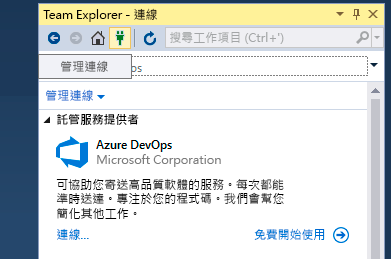 Team Explorer - 連線
搜尋工作項目 (Ctrl+')
管理連線
ps
管理連線
託管服務提供者
Azure DevOps
Microsoft Corporation
可協助您寄送高品質軟體的服務。每次都能
準時送達。專注於您的程式碼。我們會幫您
簡化其他工作。
連線...
免費開始使用